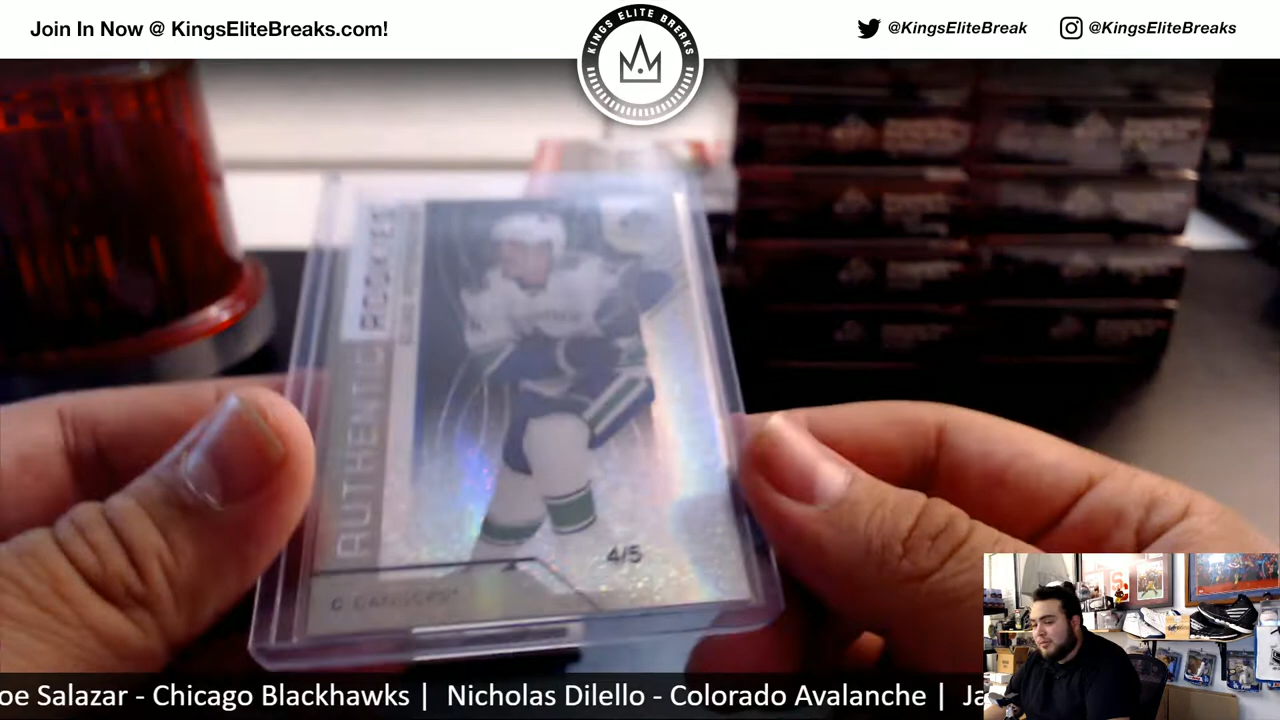 Join In Now @ KingsEliteBreaks.com!
KINGS ELITE BREAKS
@KingsEliteBreak
@KingsEliteBreaks
AUTHENTIC ROOKIES
4/5
C
oe Salazar - Chicago Blackhawks | Nicholas Dilello - Colorado Avalanche | Ja